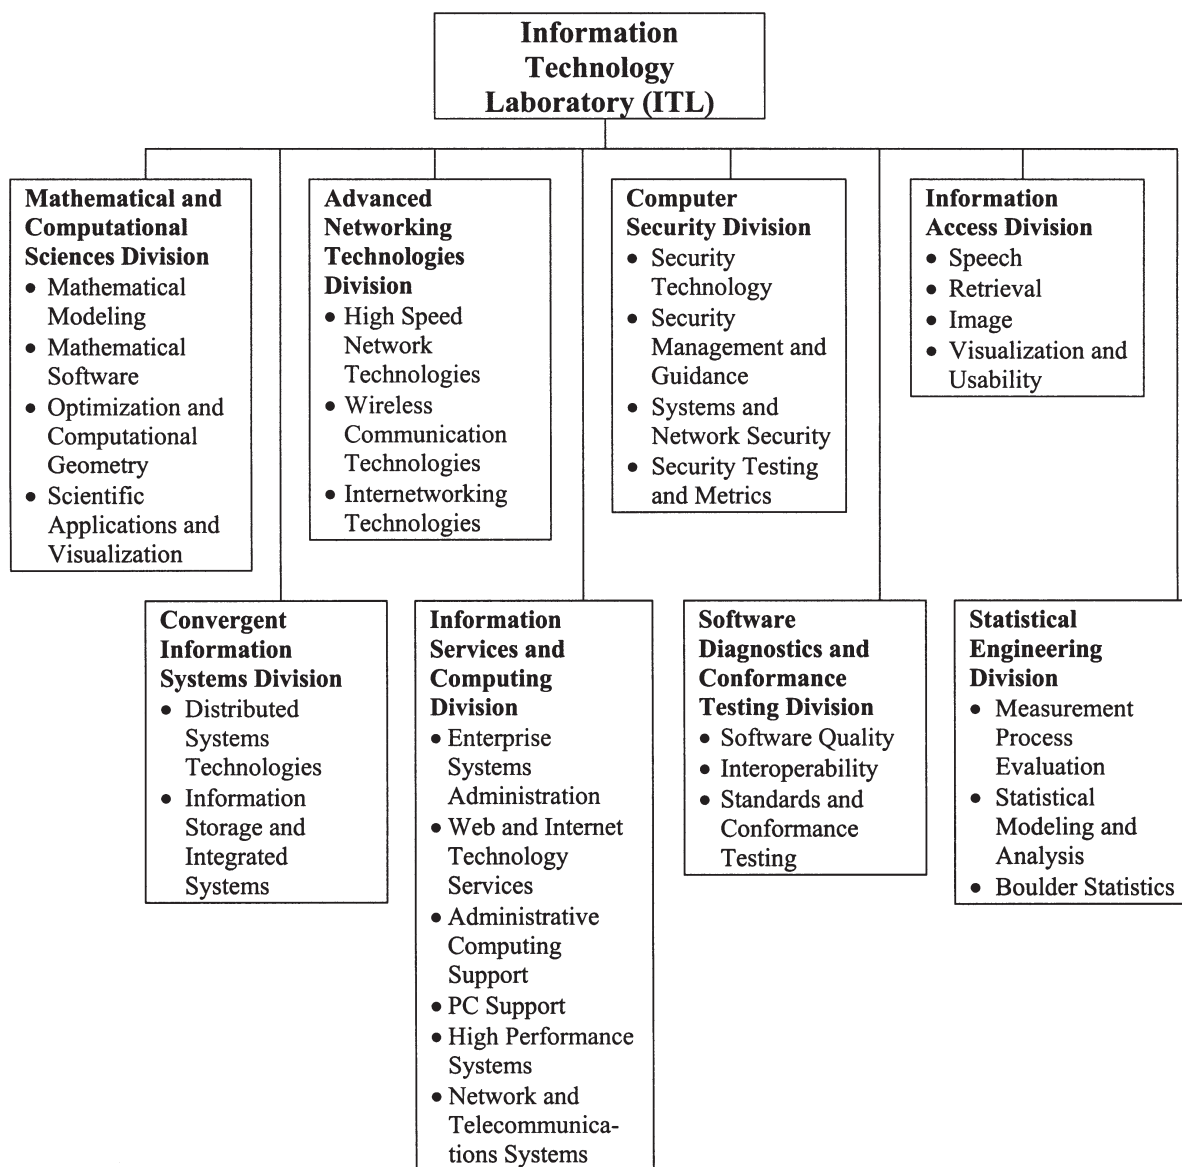 Information
Technology
Laboratory (ITL)
Mathematical and
Computational
Sciences Division
• Mathematical
Modeling
• Mathematical
Software
• Optimization and
Computational
Geometry
• Scientific
Applications and
Visualization
Advanced
Networking
Technologies
Division
• High Speed
Network
Technologies
• Wireless
Communication
Technologies
• Internetworking
Technologies
Computer
Security Division
• Security
Technology
• Security
Management and
Guidance
• Systems and
Network Security
• Security Testing
and Metrics
Information
Access Division
• Speech
• Retrieval
• Image
• Visualization and
Usability
Convergent
Information
Systems Division
• Distributed
Systems
Technologies
• Information
Storage and
Integrated
Systems
Information
Services and
Computing
Division
• Enterprise
Systems
Administration
• Web and Internet
Technology
Services
• Administrative
Computing
Support
• PC Support
• High Performance
Systems
• Network and
Telecommunica-
tions Systems
Software
Diagnostics and
Conformance
Testing Division
• Software Quality
• Interoperability
• Standards and
Conformance
Testing
Statistical
Engineering
Division
• Measurement
Process
Evaluation
• Statistical
Modeling and
Analysis
• Boulder Statistics